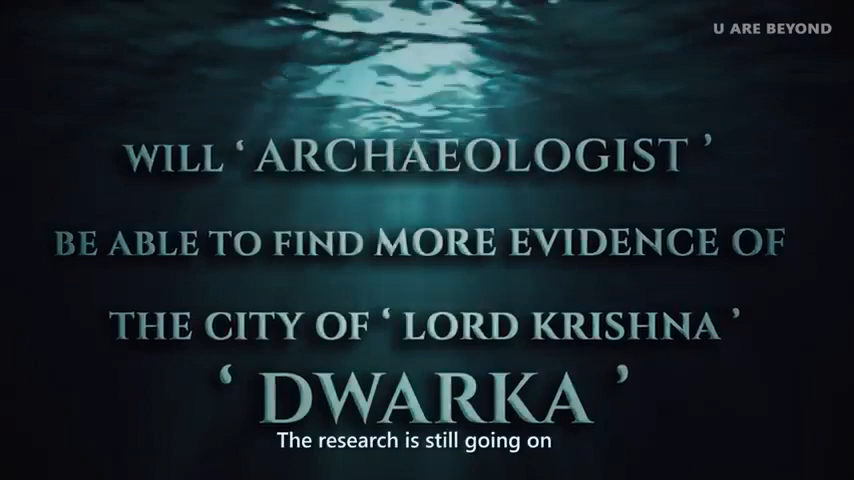 U ARE BEYOND
WILL ‘ ARCHAEOLOGIST ’
BE ABLE TO FIND MORE EVIDENCE OF
THE CITY OF ‘ LORD KRISHNA ’
‘ DWARKA ’
The research is still going on